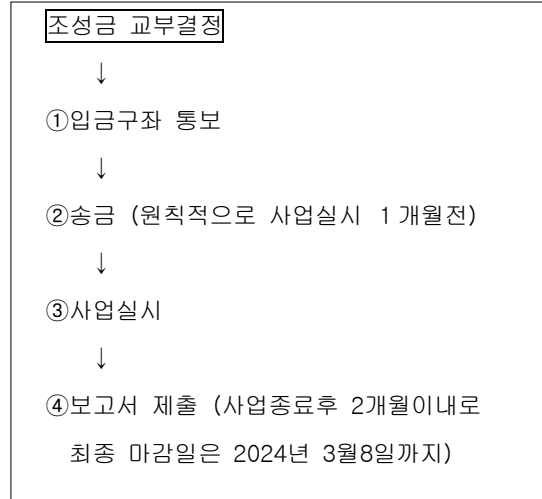 조성금 교부결정
↓
①입금구좌 통보
↓
②송금 (원칙적으로 사업실시 1개월전)
↓
③사업실시
↓
④보고서 제출 (사업종료후 2개월이내로
최종 마감일은 2024년 3월8일까지)